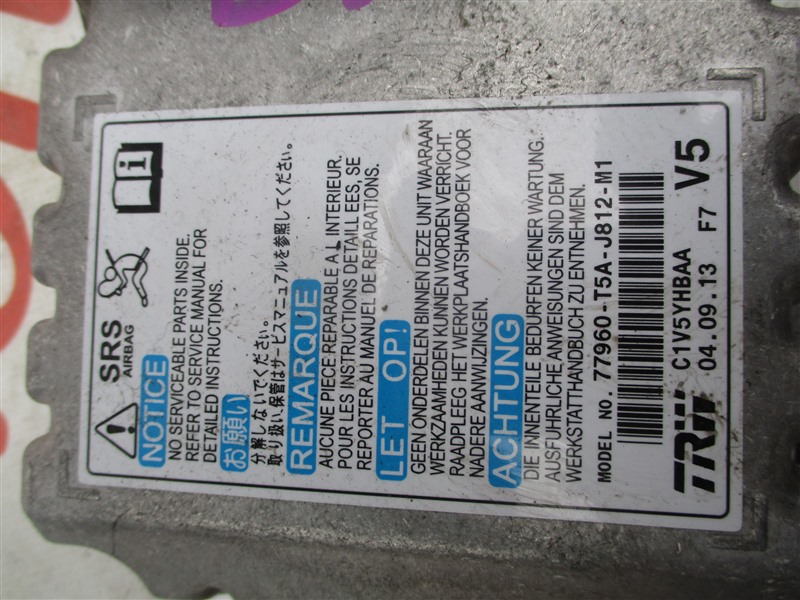 SRS
AIRBAG
NOTICE
NO SERVICEABLE PARTS INSIDE.
REFER TO SERVICE MANUAL FOR
DETAILED INSTRUCTIONS.
お願い
分解しないでください。
取り扱い、保管はサービスマニュアルを参照してください。
REMARQUE
AUCUNE PIECE REPARABLE A L INTERIEUR.
POUR LES INSTRUCTIONS DETAILL EES, SE
REPORTER AU MANUEL DE REPARATIONS.
LET OP!
GEEN ONDERDELEN BINNEN DEZE UNIT WAARAAN
WERKZAAMHEDEN KUNNEN WORDEN VERRICHT.
RAADPLEEG HET WERKPLAATSHANDBOEK VOOR
NADERE AANWIJZINGEN.
ACHTUNG
DIE INNENTEILE BEDURFEN KEINER WARTUNG.
AUSFUHRLICHE ANWEISUNGEN SIND DEM
WERKSTATTHANDBUCH ZU ENTNEHMEN.
MODEL NO. 77960-T5A-J812-M1
TRW C1V5YHBAA
04.09.13 F7 V5